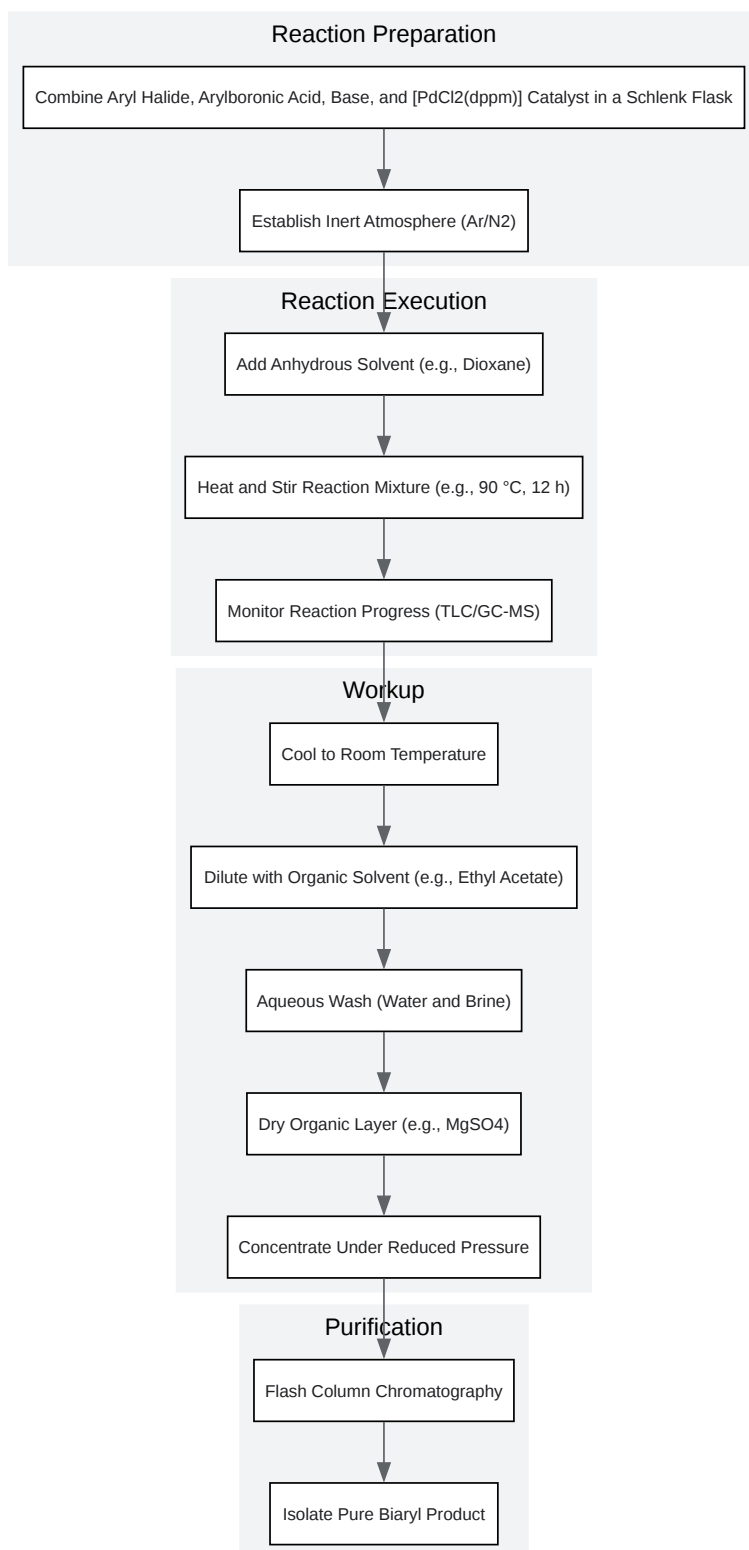 Reaction Preparation
Combine Aryl Halide, Arylboronic Acid, Base, and [PdCl2(dppm)] Catalyst in a Schlenk Flask
Establish Inert Atmosphere (Ar/N2)
Reaction Execution
Add Anhydrous Solvent (e.g., Dioxane)
Heat and Stir Reaction Mixture (e.g., 90 °C, 12 h)
Monitor Reaction Progress (TLC/GC-MS)
Workup
Cool to Room Temperature
Dilute with Organic Solvent (e.g., Ethyl Acetate)
Aqueous Wash (Water and Brine)
Dry Organic Layer (e.g., MgSO4)
Concentrate Under Reduced Pressure
Purification
Flash Column Chromatography
Isolate Pure Biaryl Product